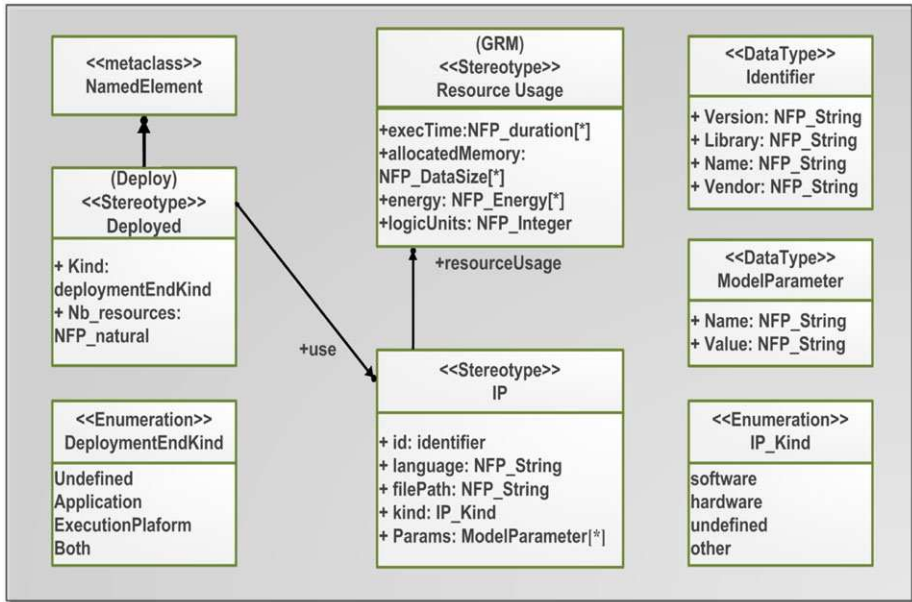 <<metaclass>>
NamedElement
(Deploy)
<<Stereotype>>
Deployed
+ Kind:
deploymentEndKind
+ Nb_resources:
NFP_natural
<<Enumeration>>
DeploymentEndKind
Undefined
Application
ExecutionPlaform
Both
(GRM)
<<Stereotype>>
Resource Usage
+execTime:NFP_duration[*]
+allocatedMemory:
NFP_DataSize[*]
+energy: NFP_Energy[*]
+logicUnits: NFP_Integer
+resourceUsage
+use
<<Stereotype>>
IP
+ id: identifier
+ language: NFP_String
+ filePath: NFP_String
+ kind: IP_Kind
+ Params: ModelParameter[*]
<<DataType>>
Identifier
+ Version: NFP_String
+ Library: NFP_String
+ Name: NFP_String
+ Vendor: NFP_String
<<DataType>>
ModelParameter
+ Name: NFP_String
+ Value: NFP_String
<<Enumeration>>
IP_Kind
software
hardware
undefined
other